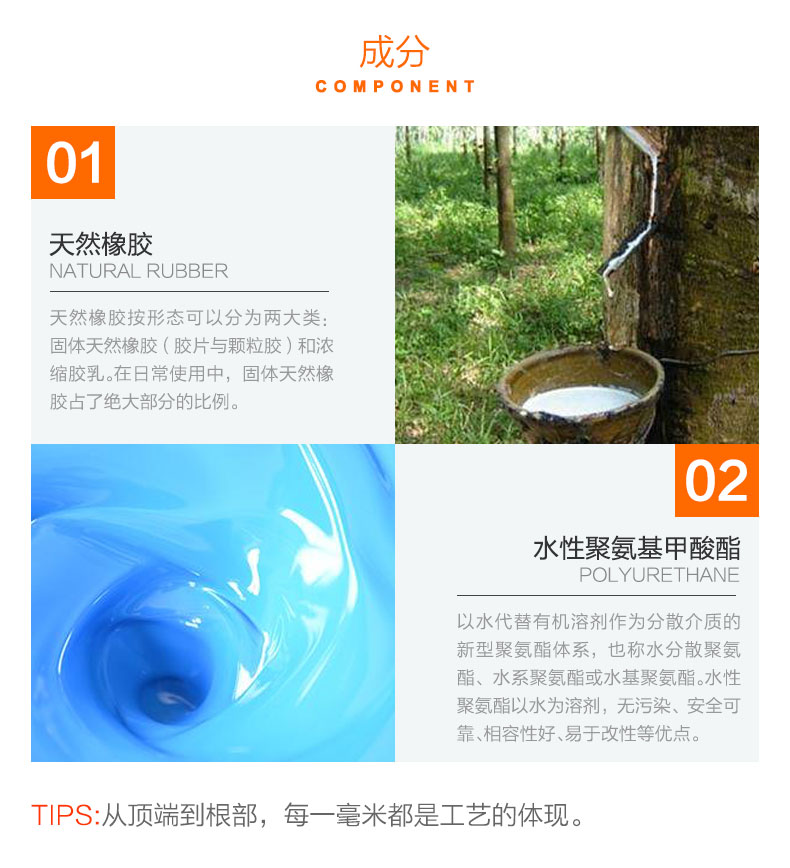 成分
COMPONENT
01
天然橡胶
NATURAL RUBBER
天然橡胶按形态可以分为两大类:
固体天然橡胶(胶片与颗粒胶)和浓
缩胶乳。在日常使用中，固体天然橡
胶占了绝大部分的比例。
02
水性聚氨基甲酸酯
POLYURETHANE
以水代替有机溶剂作为分散介质的
新型聚氨酯体系，也称水分散聚氨
酯、水系聚氨酯或水基聚氨酯。水性
聚氨酯以水为溶剂，无污染、安全可
靠、相容性好、易于改性等优点。
TIPS:从顶端到根部，每一毫米都是工艺的体现。